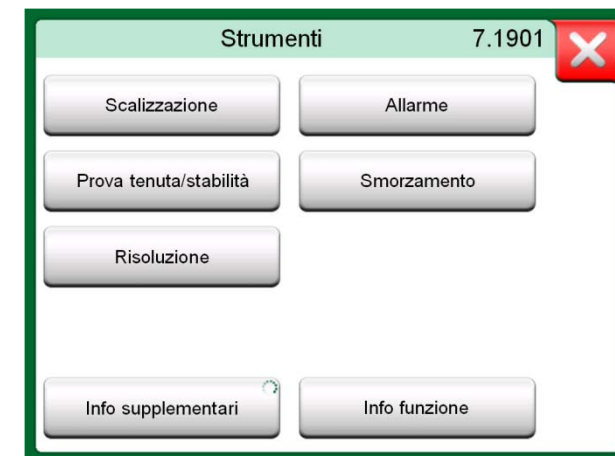 Strumenti 7.1901
Scalizzazione Allarme
Prova tenuta/stabilità Smorzamento
Risoluzione
Info supplementari Info funzione